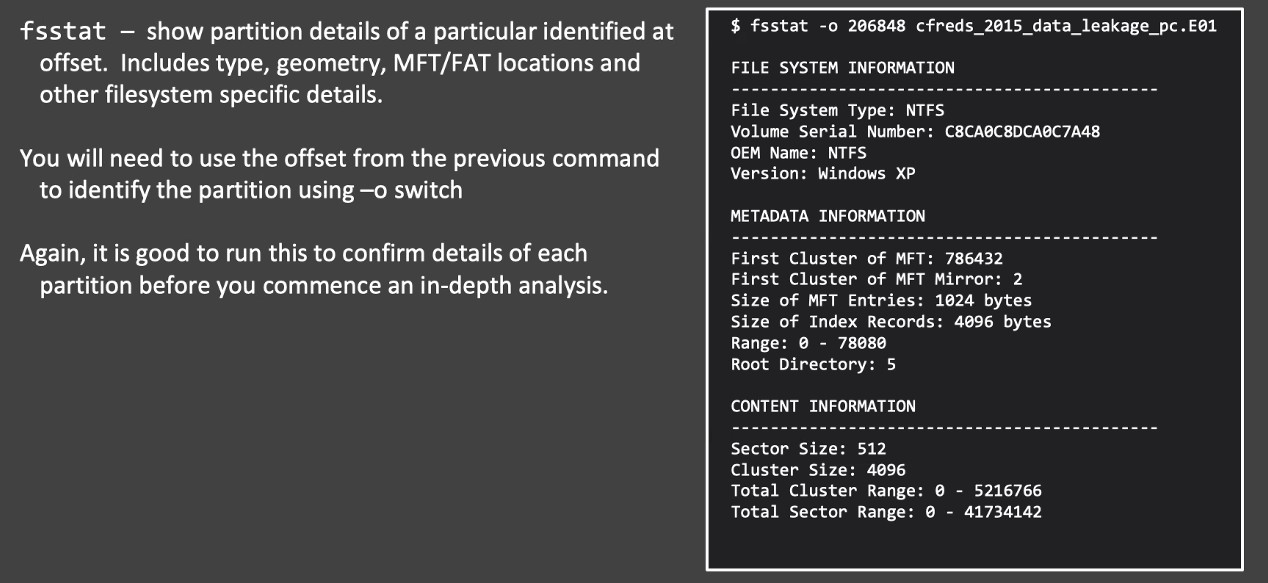 fsstat – show partition details of a particular identified at
offset. Includes type, geometry, MFT/FAT locations and
other filesystem specific details.
You will need to use the offset from the previous command
to identify the partition using –o switch
Again, it is good to run this to confirm details of each
partition before you commence an in-depth analysis.
$ fsstat -o 206848 cfreds_2015_data_leakage_pc.E01
FILE SYSTEM INFORMATION
--------------------------------------------
File System Type: NTFS
Volume Serial Number: C8CA0C8DCA0C7A48
OEM Name: NTFS
Version: Windows XP
METADATA INFORMATION
--------------------------------------------
First Cluster of MFT: 786432
First Cluster of MFT Mirror: 2
Size of MFT Entries: 1024 bytes
Size of Index Records: 4096 bytes
Range: 0 - 78080
Root Directory: 5
CONTENT INFORMATION
--------------------------------------------
Sector Size: 512
Cluster Size: 4096
Total Cluster Range: 0 - 5216766
Total Sector Range: 0 - 41734142